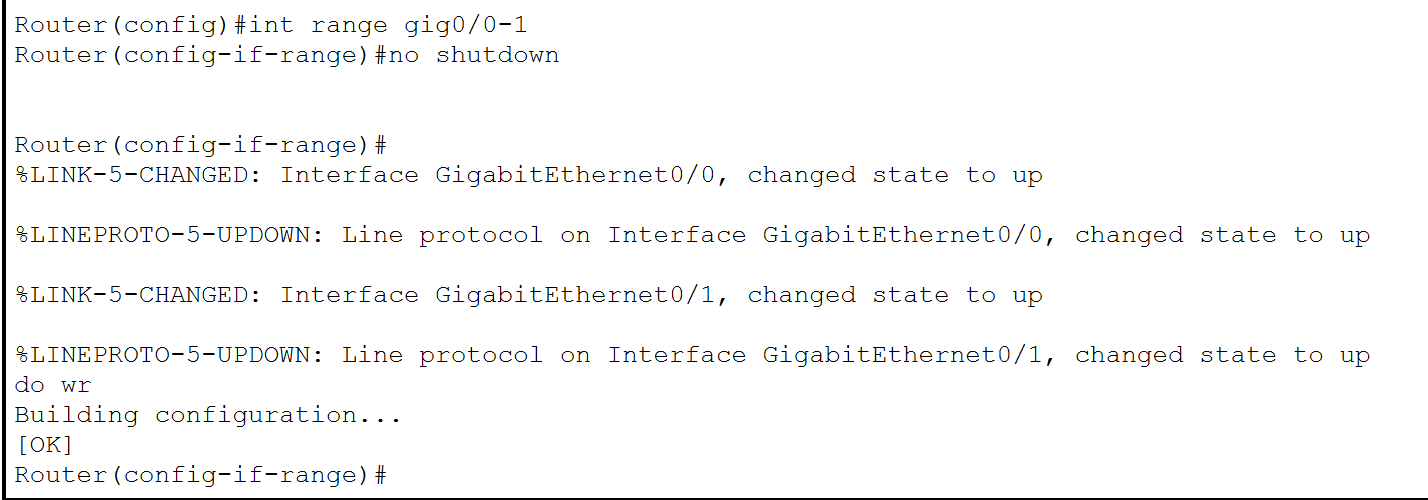 Router(config)#int range gig0/0-1
Router(config-if-range)#no shutdown
Router(config-if-range)#
%LINK-5-CHANGED: Interface GigabitEthernet0/0, changed state to up
%LINEPROTO-5-UPDOWN: Line protocol on Interface GigabitEthernet0/0, changed state to up
%LINK-5-CHANGED: Interface GigabitEthernet0/1, changed state to up
%LINEPROTO-5-UPDOWN: Line protocol on Interface GigabitEthernet0/1, changed state to up
do wr
Building configuration...
[OK]
Router(config-if-range)#